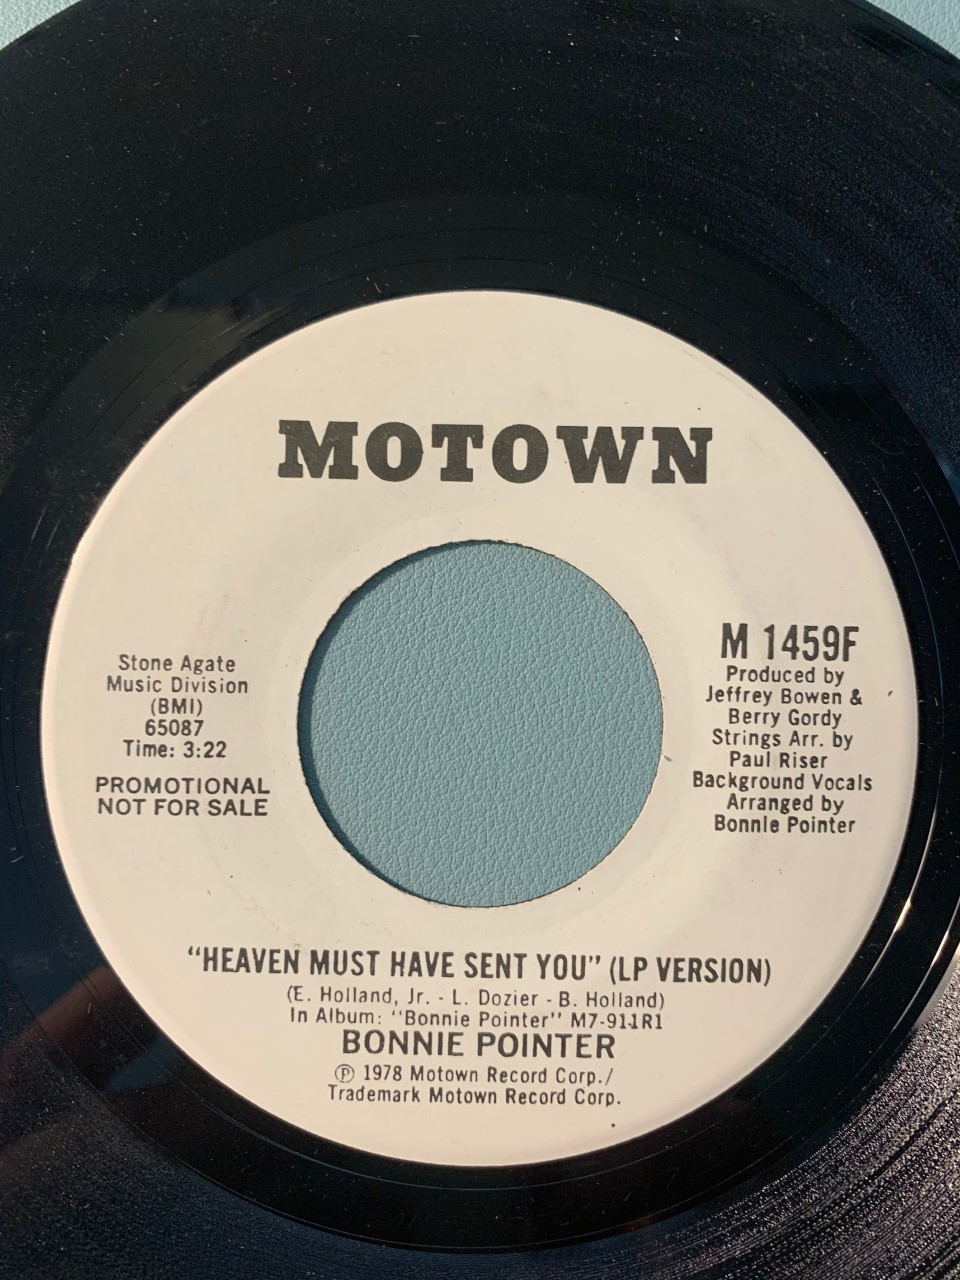 MOTOWN
Stone Agate
Music Division
(BMI)
65087
Time: 3:22
PROMOTIONAL
NOT FOR SALE
M 1459F
Produced by
Jeffrey Bowen &
Berry Gordy
Strings Arr. by
Paul Riser
Background Vocals
Arranged by
Bonnie Pointer
"HEAVEN MUST HAVE SENT YOU" (LP VERSION)
(E. Holland, Jr. - L. Dozier - B. Holland)
In Album: "Bonnie Pointer" M7-911R1
BONNIE POINTER
℗ 1978 Motown Record Corp./
Trademark Motown Record Corp.